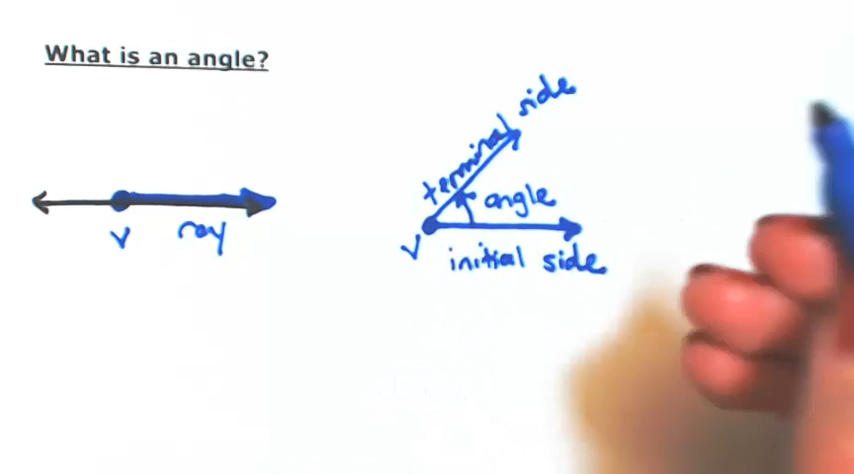 What is an angle?
V
ray
terminal side
angle
V
initial side